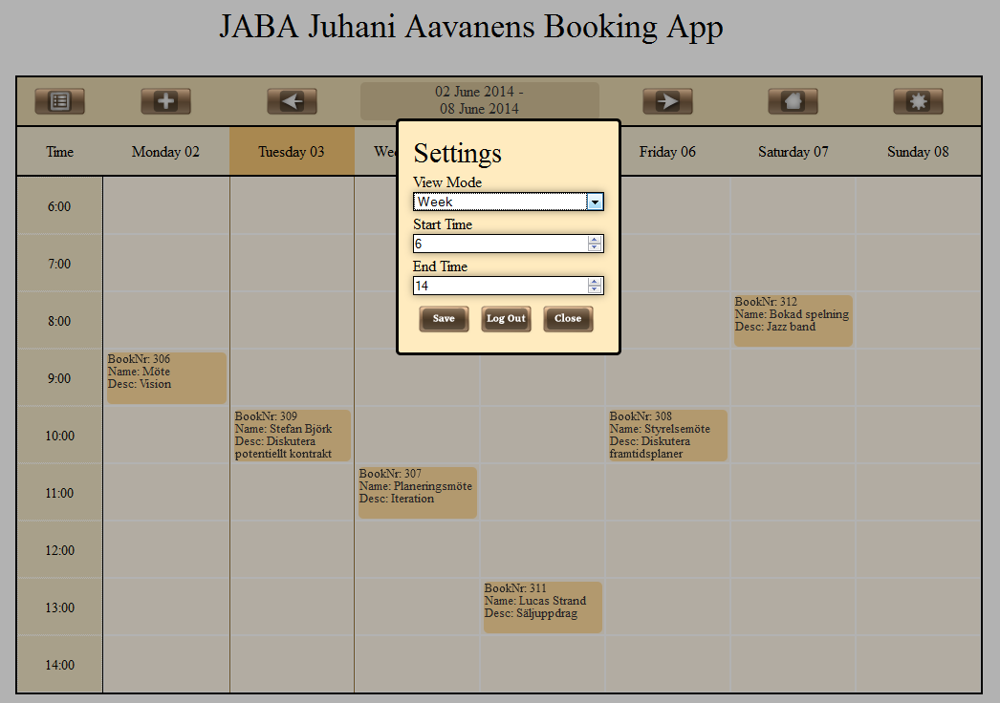 JABA Juhani Aavanens Booking App
02 June 2014 -
08 June 2014
Time
Monday 02
Tuesday 03
We
Friday 06
Saturday 07
Sunday 08
Settings
View Mode
Week
Start Time
6
End Time
14
Save
Log Out
Close
6:00
7:00
8:00
BookNr: 312
Name: Bokad spelning
Desc: Jazz band
9:00
BookNr: 306
Name: Möte
Desc: Vision
10:00
BookNr: 309
Name: Stefan Björk
Desc: Diskutera
potentiellt kontrakt
BookNr: 308
Name: Styrelsemöte
Desc: Diskutera
framtidsplaner
11:00
BookNr: 307
Name: Planeringsmöte
Desc: Iteration
12:00
13:00
BookNr: 311
Name: Lucas Strand
Desc: Säljuppdrag
14:00